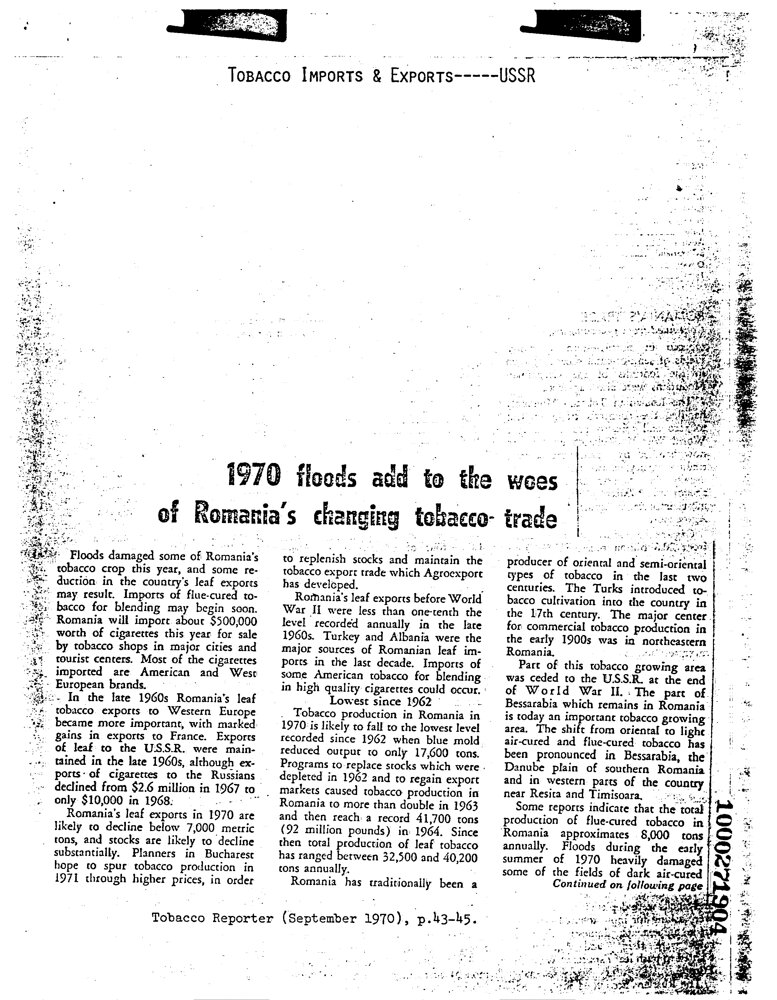 TOBACCO IMPORTS & EXPORTS-----USSR
1970 floods add to the woes
of Romania's changing tobacco- trade
Floods damaged some of Romania's
tobacco crop this year, and some re-
duction in the country's leaf exports
may result. Imports of flue-cured to-
bacco for blending may begin soon.
Romania will import about $500,000
worth of cigarettes this year for sale
by tobacco shops in major cities and
tourist centers. Most of the cigarettes
imported are American and West
European brands.
In the late 1960s Romania's leaf
tobacco exports to Western Europe
became more important, with marked
gains in exports to France. Exports
of leaf to the U.S.S.R. were main-
tained in the late 1960s, although ex-
ports of cigarettes to the Russians
declined from $2.6 million in 1967 to
only $10,000 in 1968.
Romania's leaf exports in 1970 are
likely to decline below 7,000 metric
tons, and stocks are likely to decline
substantially. Planners in Bucharest
hope to spur tobacco production in
1971 through higher prices, in order
to replenish stocks and maintain the
tobacco export trade which Agroexport
has developed.
Romania's leaf exports before World
War II were less than one-tenth the
level recorded annually in the late
1960s. Turkey and Albania were the
major sources of Romanian leaf im-
ports in the last decade. Imports of
some American tobacco for blending
in high quality cigarettes could occur.
Lowest since 1962
Tobacco production in Romania in
1970 is likely to fall to the lowest level
recorded since 1962 when blue mold
reduced output to only 17,600 tons.
Programs to replace stocks which were
depleted in 1962 and to regain export
markets caused tobacco production in
Romania to more than double in 1963
and then reach a record 41,700 tons
(92 million pounds) in 1964. Since
then total production of leaf tobacco
has ranged between 32,500 and 40,200
tons annually.
Romania has traditionally been a
producer of oriental and semi-oriental
types of tobacco in the last two
centuries. The Turks introduced to-
bacco cultivation into the country in
the 17th century. The major center
for commercial tobacco production in
the early 1900s was in northeastern
Romania.
Part of this tobacco growing area
was ceded to the U.S.S.R. at the end
of World War II. The part of
Bessarabia which remains in Romania
is today an important tobacco growing
area. The shift from oriental to light
air-cured and flue-cured tobacco has
been pronounced in Bessarabia, the
Danube plain of southern Romania
and in western parts of the country
near Resita and Timisoara.
Some reports indicate that the total
production of flue-cured tobacco in
Romania approximates 8,000 tons
annually. Floods during the early
summer of 1970 heavily damaged
some of the fields of dark air-cured
Continued on following page
1000271904
Tobacco Reporter (September 1970), p.43-45.